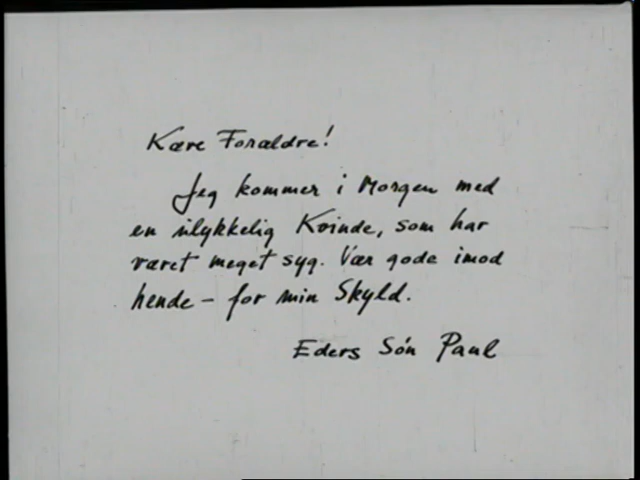 Kære Forældre!
Jeg kommer i Morgen med
en ulykkelig Kvinde, som har
været meget syg. Vær gode imod
hende – for min Skyld.
Eders Søn Paul